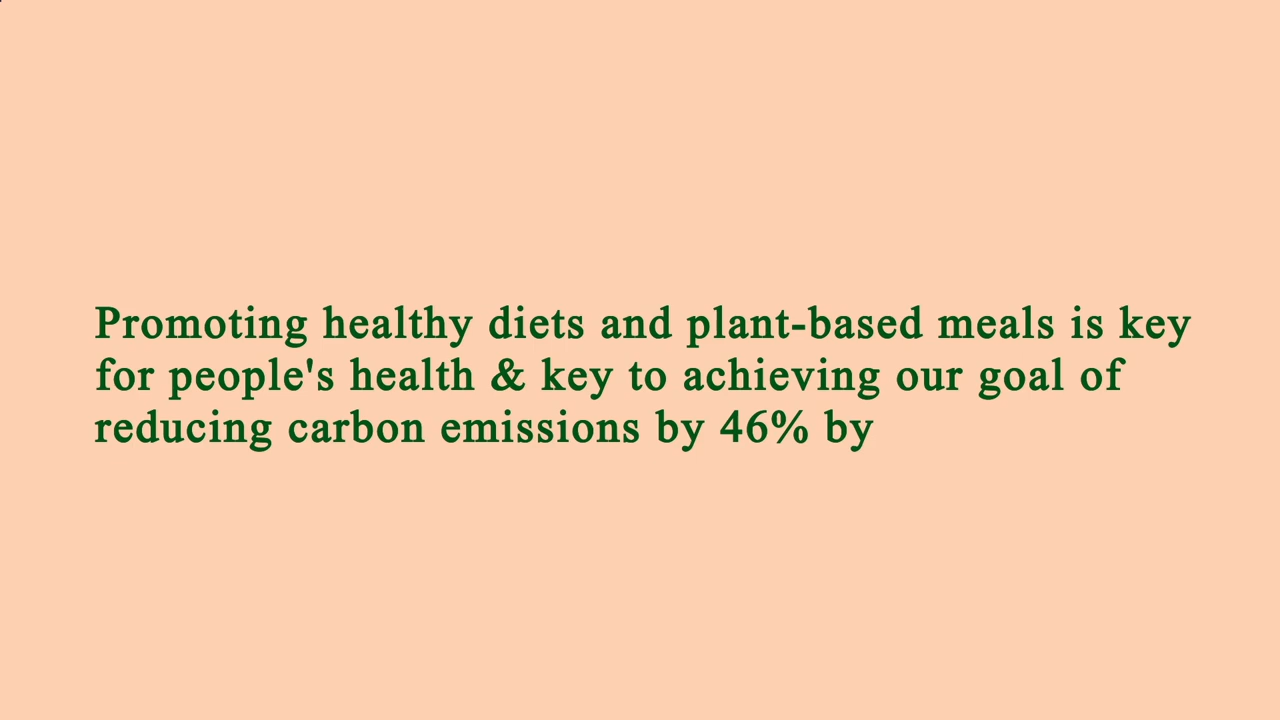 Promoting healthy diets and plant-based meals is key
for people's health & key to achieving our goal of
reducing carbon emissions by 46% by